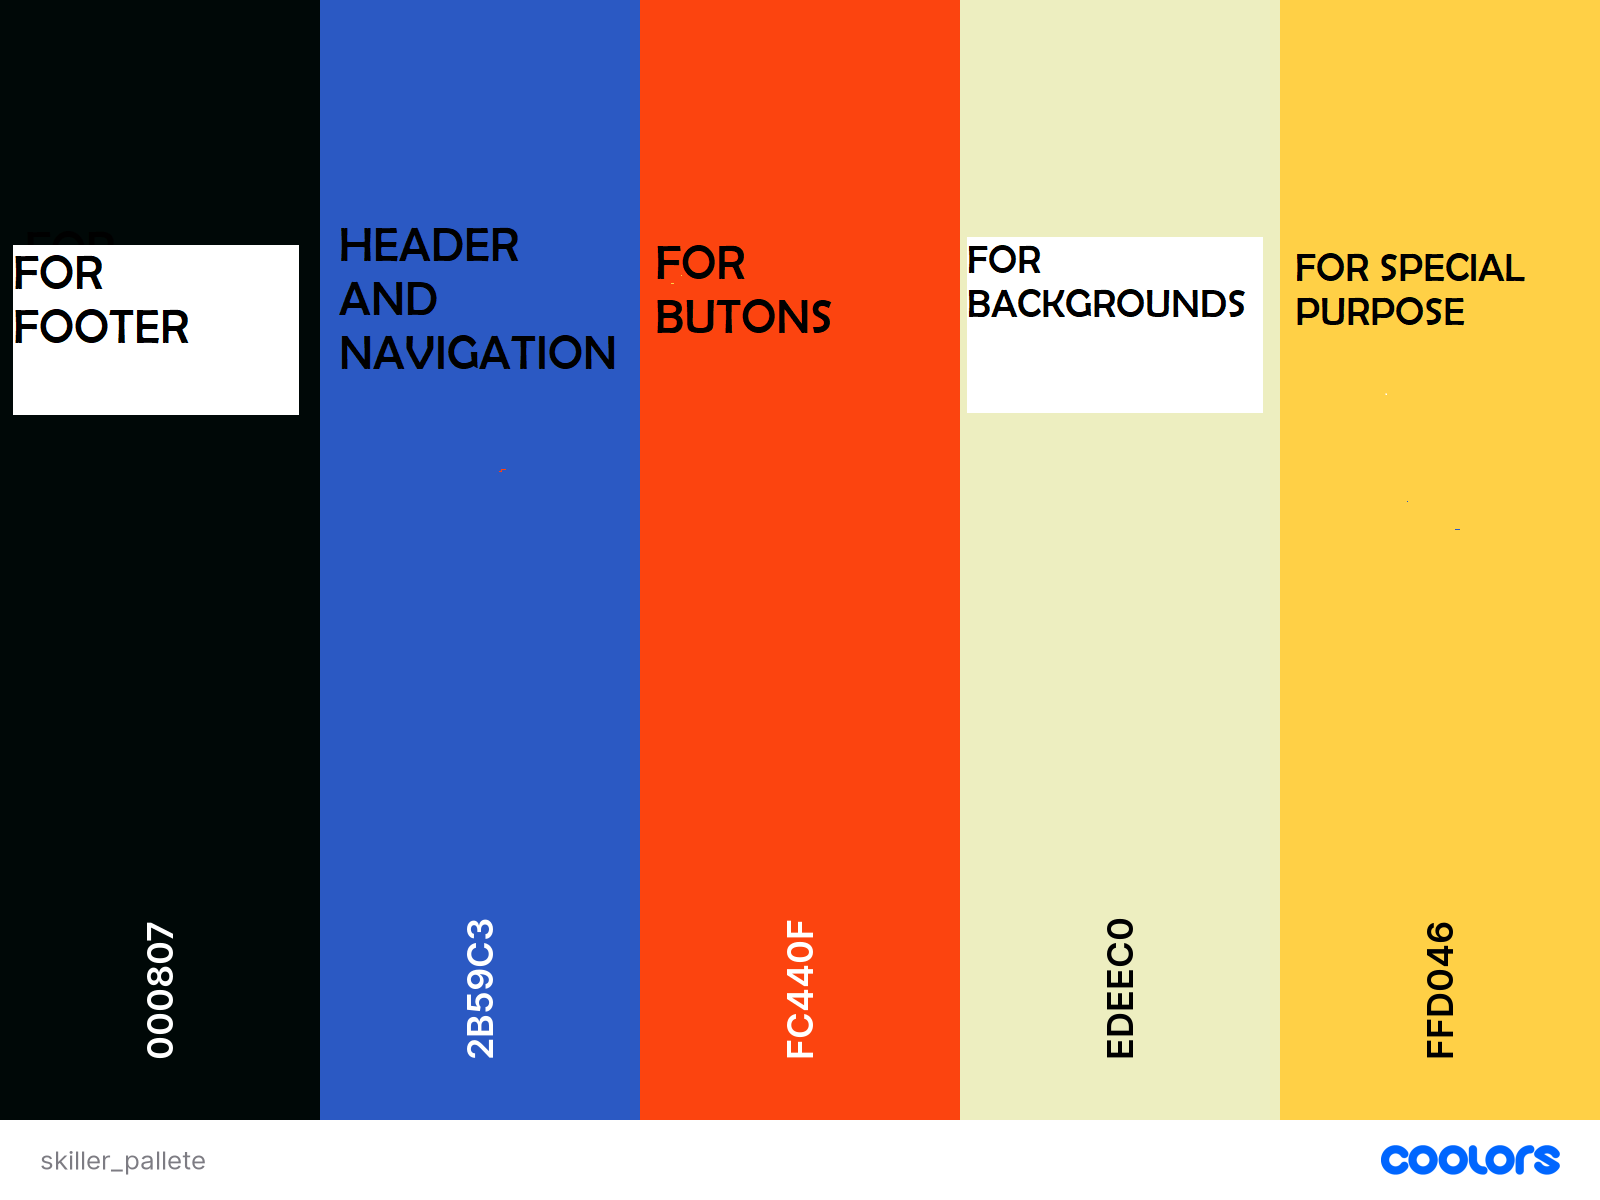 FOR
FOOTER
HEADER
AND
NAVIGATION
FOR
BUTONS
FOR
BACKGROUNDS
FOR SPECIAL
PURPOSE
000807
2B59C3
FC440F
EDEEC0
FFD046
skiller_pallete
coolors